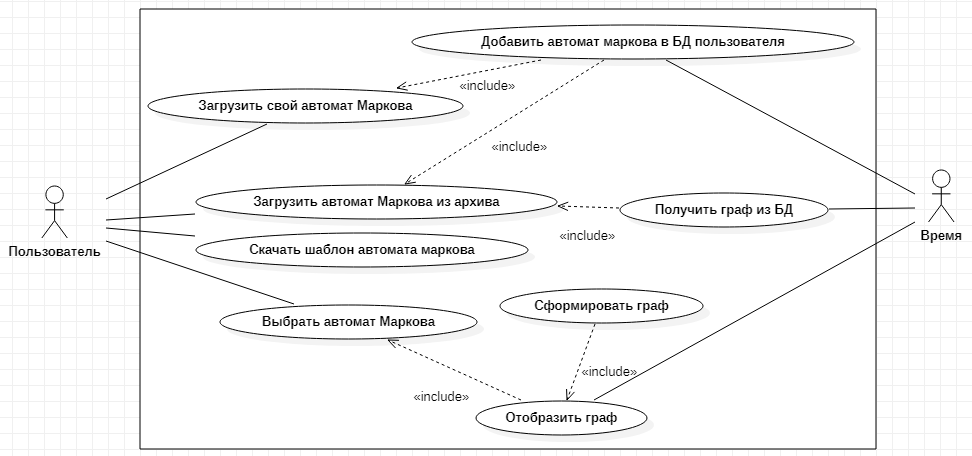 Добавить автомат маркова в БД пользователя
«include»
Загрузить свой автомат Маркова
«include»
Загрузить автомат Маркова из архива
Получить граф из БД
«include»
Пользователь
Время
Скачать шаблон автомата маркова
Сформировать граф
Выбрать автомат Маркова
«include»
«include»
Отобразить граф